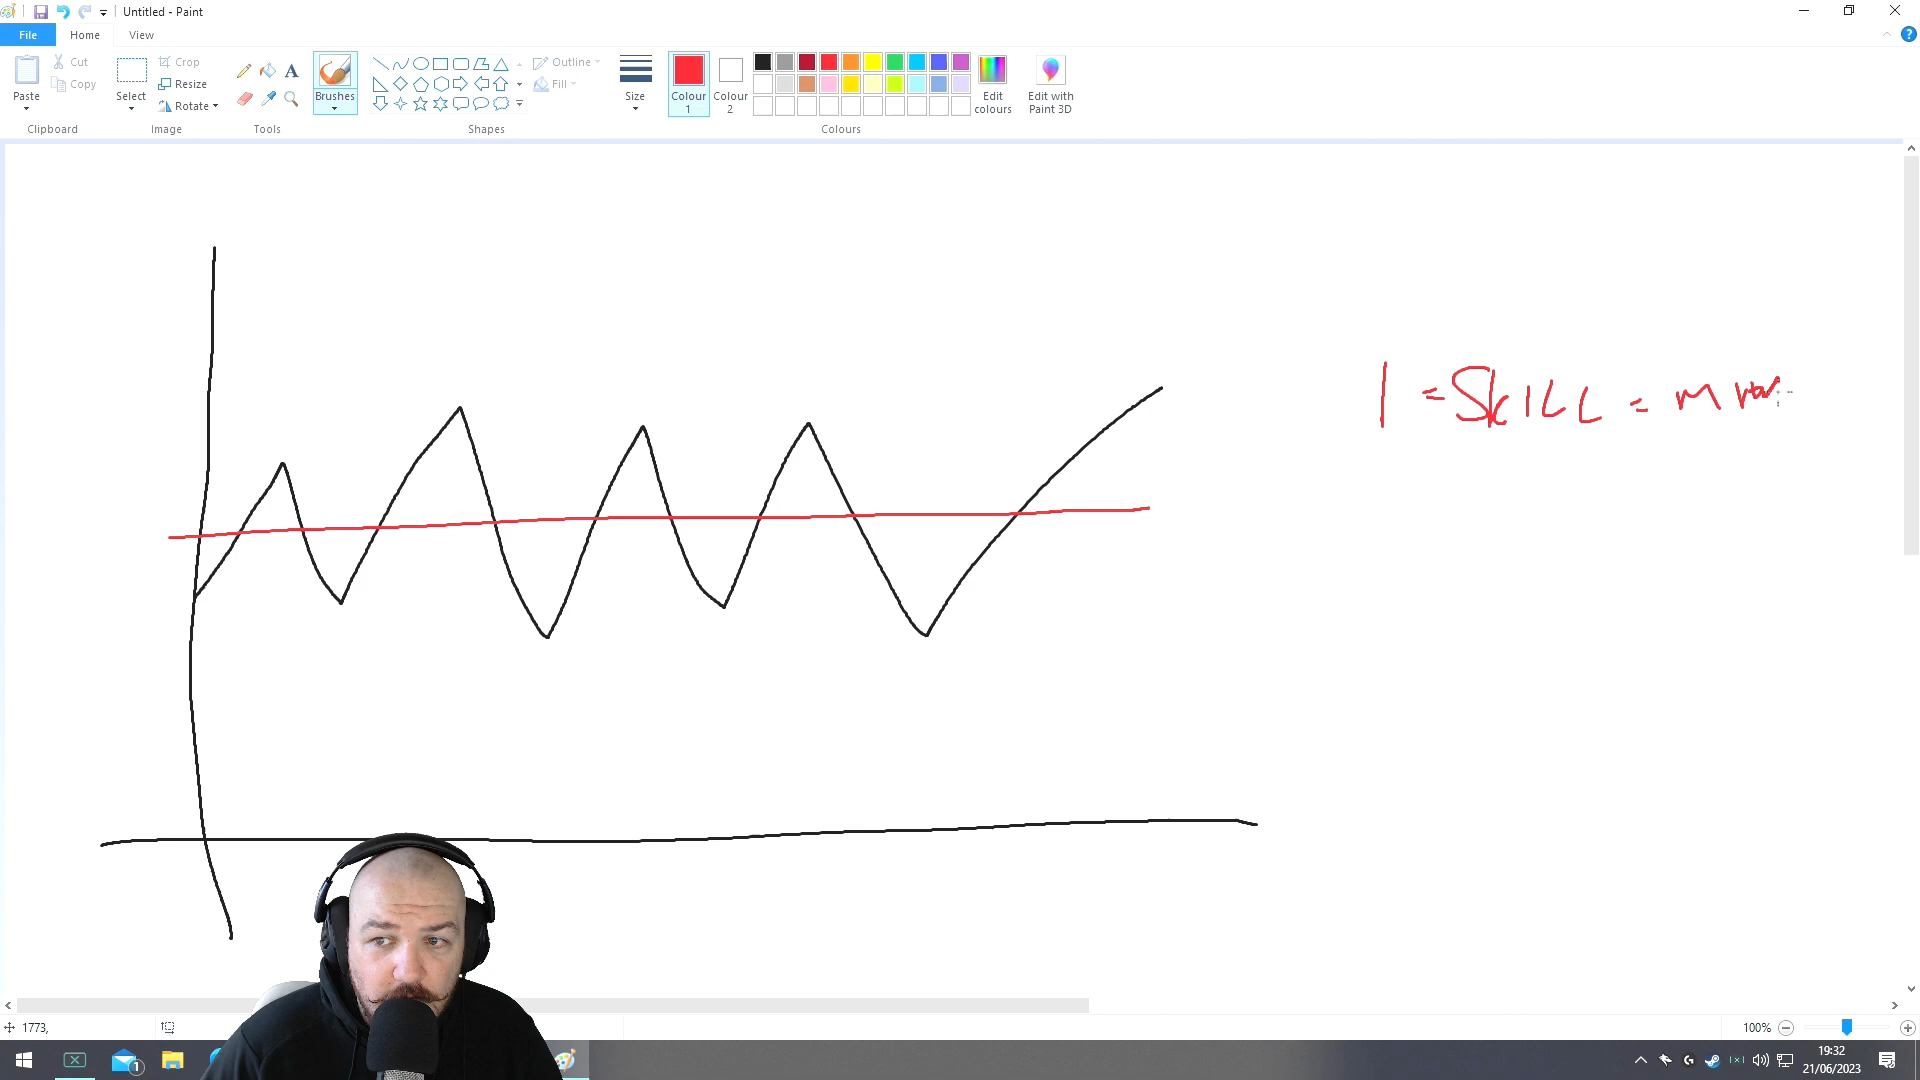 Untitled - Paint
File
Home
View
Paste
Cut
Copy
Clipboard
Select
Crop
Resize
Rotate
Image
Tools
Brushes
Outline
Fill
Shapes
Size
Colour
1
Colour
2
Edit
colours
Colours
Edit with
Paint 3D
1 = SKILL = M
1773,
100%
1
19:32
21/06/2023